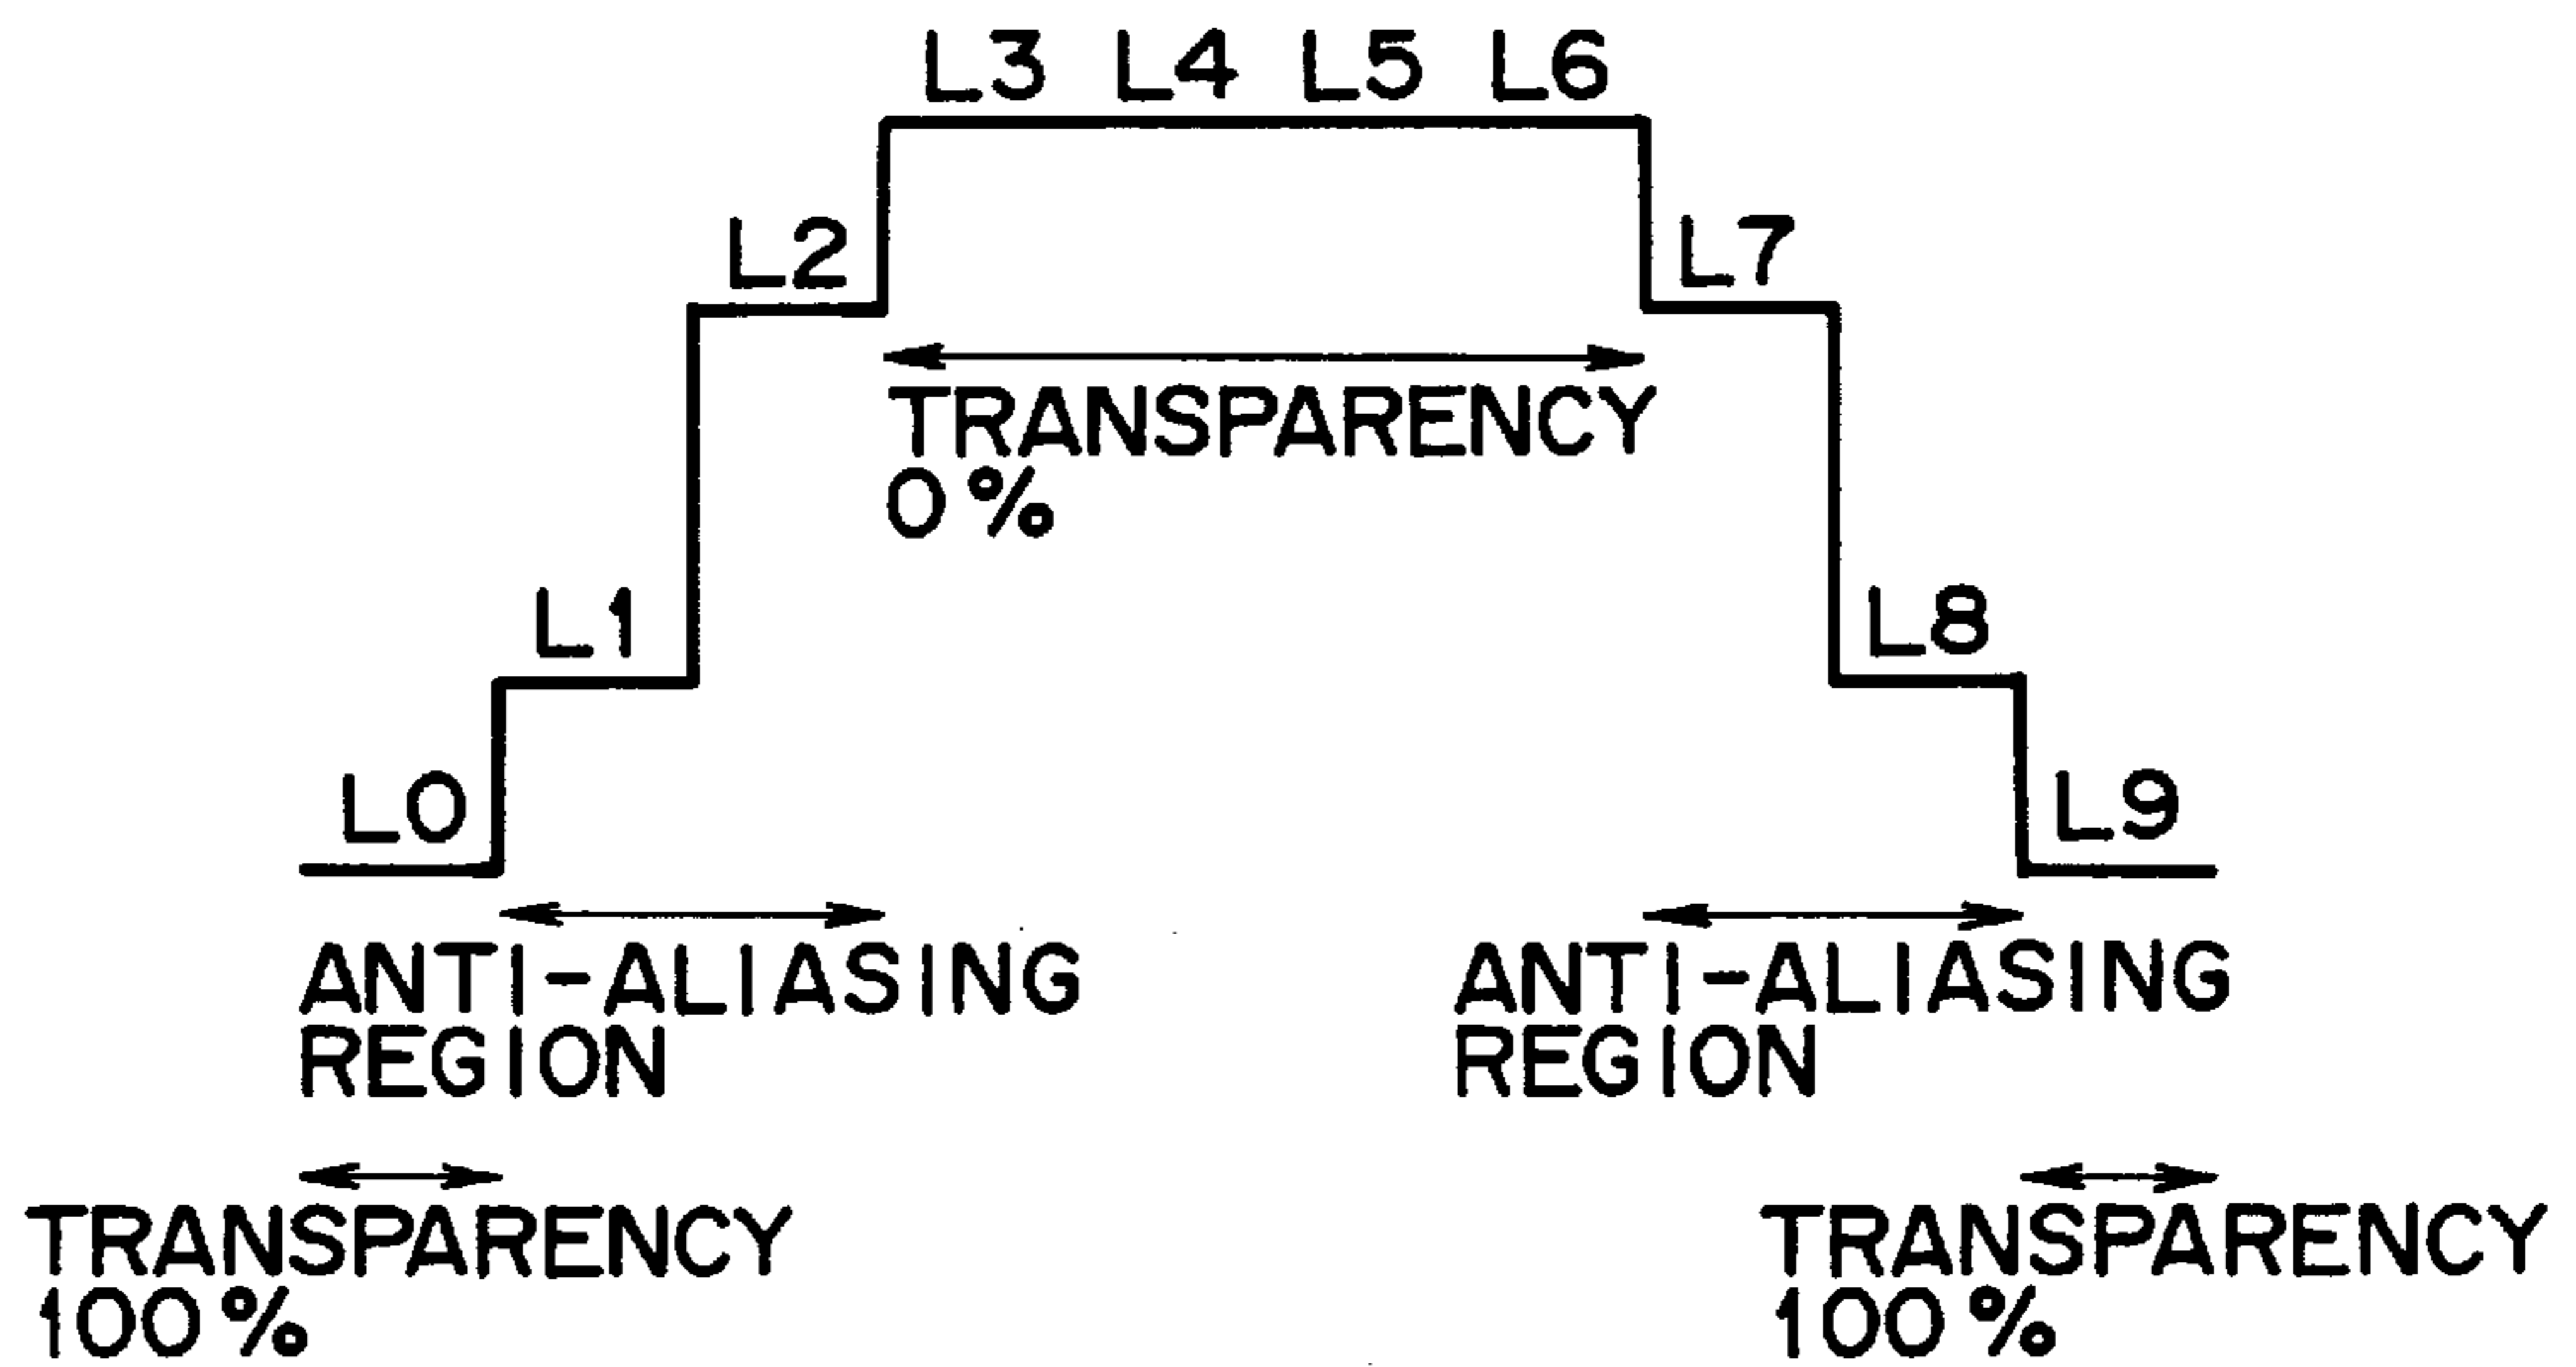 L3 L4 L5 L6
L2
L7
TRANSPARENCY
0%
L1
L8
L0
L9
ANTI-ALIASING
REGION
ANTI-ALIASING
REGION
TRANSPARENCY
100%
TRANSPARENCY
100%